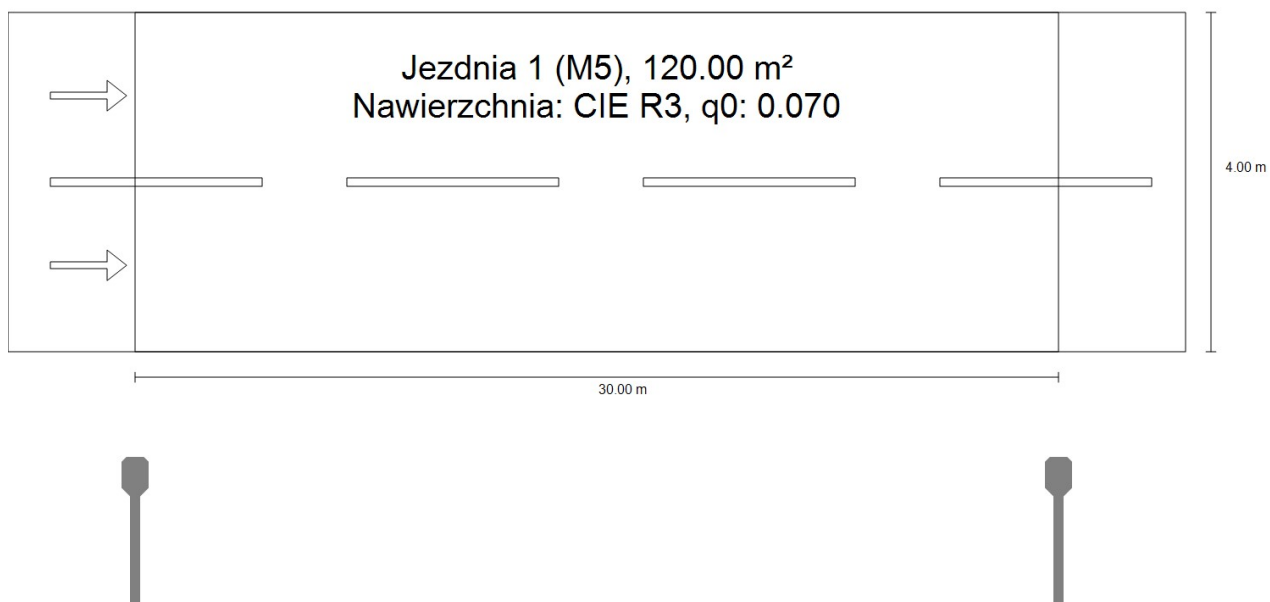 Jezdnia 1 (M5), 120.00 m²
Nawierzchnia: CIE R3, q0: 0.070
4.00 m
30.00 m